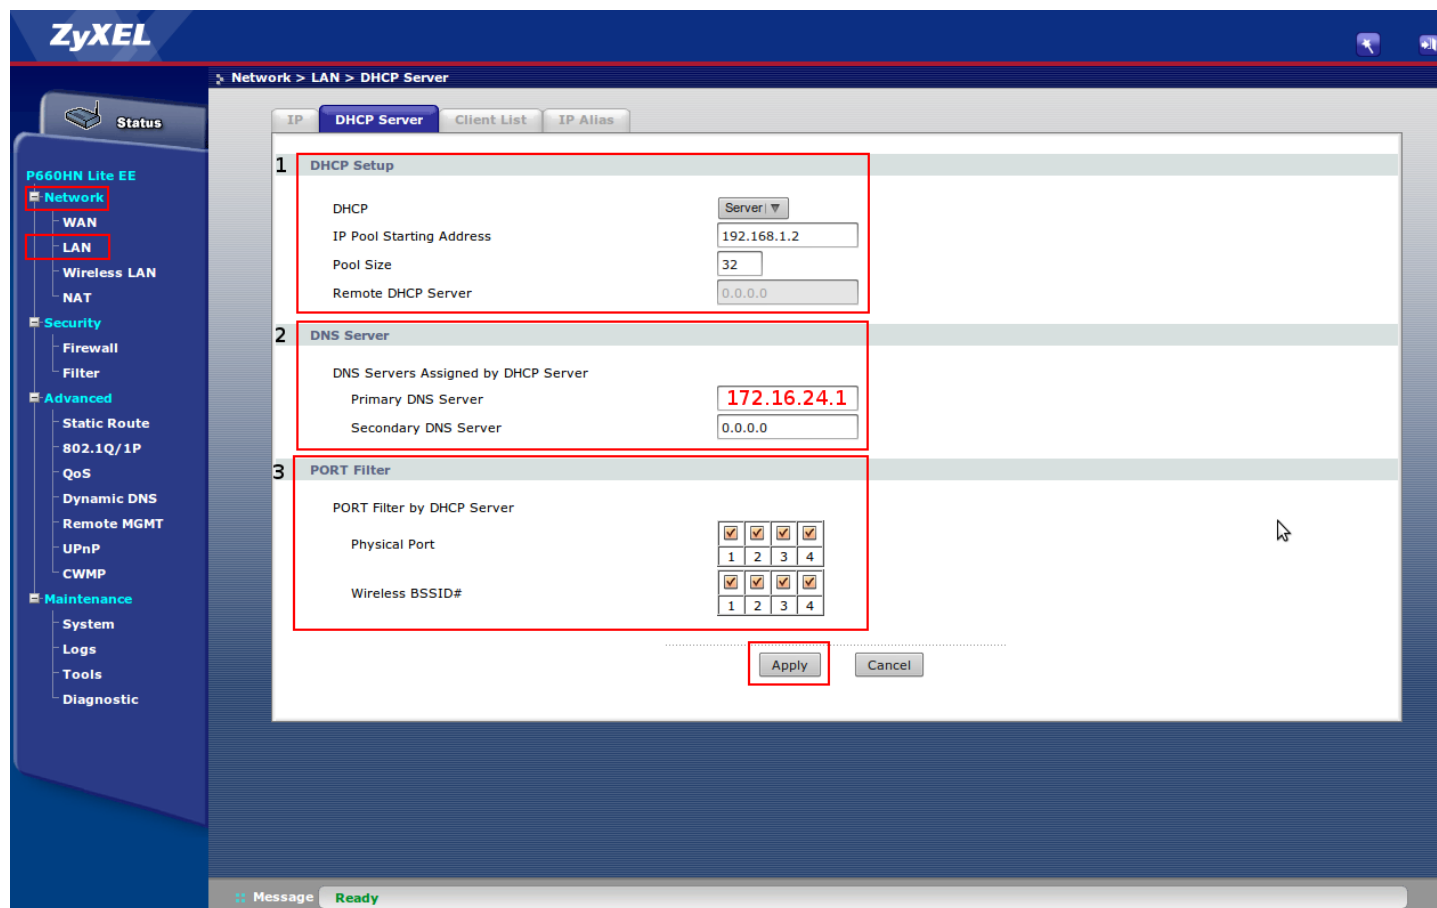 ZyXEL
Network > LAN > DHCP Server
Status
IP DHCP Server Client List IP Alias
P660HN Lite EE
Network
WAN
LAN
Wireless LAN
NAT
Security
Firewall
Filter
Advanced
Static Route
802.1Q/1P
QoS
Dynamic DNS
Remote MGMT
UPnP
CWMP
Maintenance
System
Logs
Tools
Diagnostic
1 DHCP Setup
DHCP Server
IP Pool Starting Address 192.168.1.2
Pool Size 32
Remote DHCP Server 0.0.0.0
2 DNS Server
DNS Servers Assigned by DHCP Server
Primary DNS Server 172.16.24.1
Secondary DNS Server 0.0.0.0
3 PORT Filter
PORT Filter by DHCP Server
Physical Port
1 2 3 4
Wireless BSSID#
1 2 3 4
Apply Cancel
Message Ready